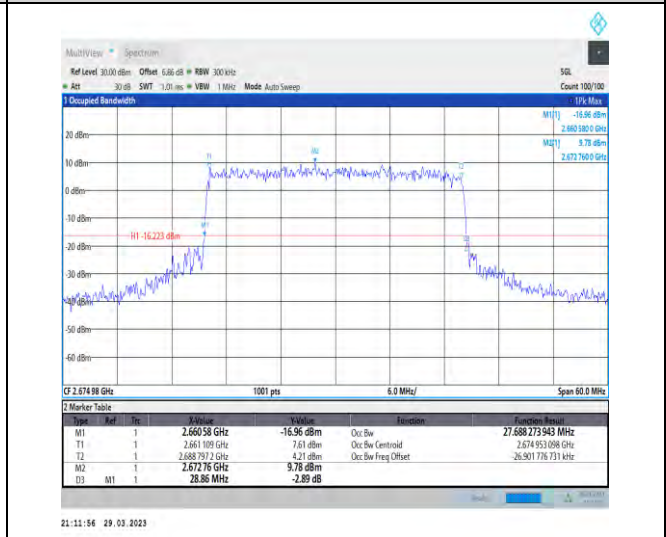 MultiView Spectrum
Ref Level 30.00 dBm Offset 6.86 dB RBW 300 kHz SGL
Att 30 dB SWT 1.01 ms VBW 1 MHz Mode Auto Sweep Count 100/100
1 Occupied Bandwidth 1Pk Max
M1[1] -16.96 dBm
2.660 580 0 GHz
M2[1] 9.78 dBm
2.672 760 0 GHz
20 dBm
T1 M2 T2
10 dBm
0 dBm
-10 dBm
M1
H1 -16.223 dBm
-20 dBm
-30 dBm
-40 dBm
-50 dBm
-60 dBm
CF 2.674 98 GHz 1001 pts 6.0 MHz/ Span 60.0 MHz
2 Marker Table
Type Ref Trc X-Value Y-Value Function Function Result
M1 1 2.660 58 GHz -16.96 dBm Occ Bw 27.688 273 943 MHz
T1 1 2.661 109 GHz 7.61 dBm Occ Bw Centroid 2.674 953 098 GHz
T2 1 2.688 797 2 GHz 4.21 dBm Occ Bw Freq Offset -26.901 776 731 kHz
M2 1 2.672 76 GHz 9.78 dBm
D3 M1 1 28.86 MHz -2.89 dB
21:11:56 29.03.2023